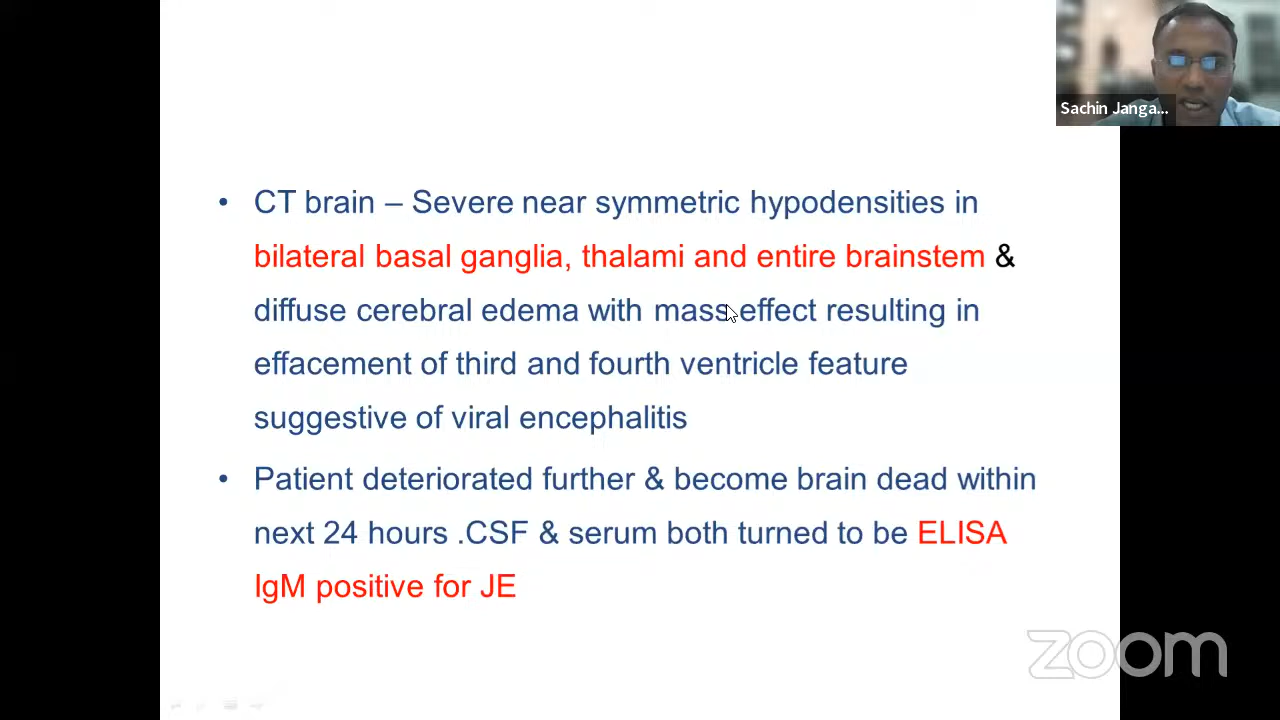 Sachin Janga...
• CT brain – Severe near symmetric hypodensities in
bilateral basal ganglia, thalami and entire brainstem &
diffuse cerebral edema with mass effect resulting in
effacement of third and fourth ventricle feature
suggestive of viral encephalitis
• Patient deteriorated further & become brain dead within
next 24 hours .CSF & serum both turned to be ELISA
IgM positive for JE
zoom